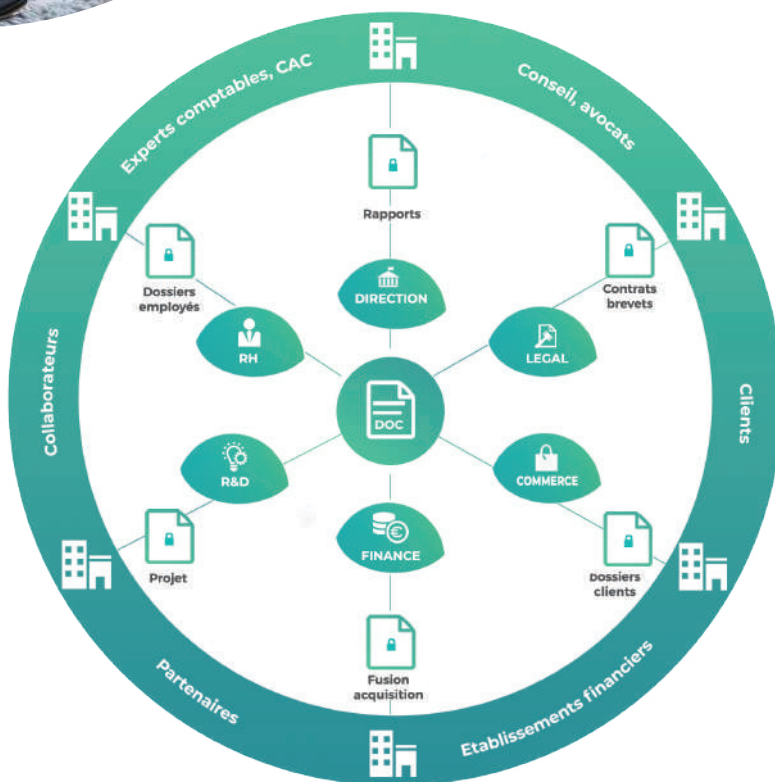 Experts comptables, CAC
Conseil, avocats
Rapports
Dossiers
employés
DIRECTION
Contrats
brevets
RH
LEGAL
Collaborateurs
DOC
Clients
R&D
COMMERCE
FINANCE
Projet
Dossiers
clients
Fusion
acquisition
Partenaires
Etablissements financiers